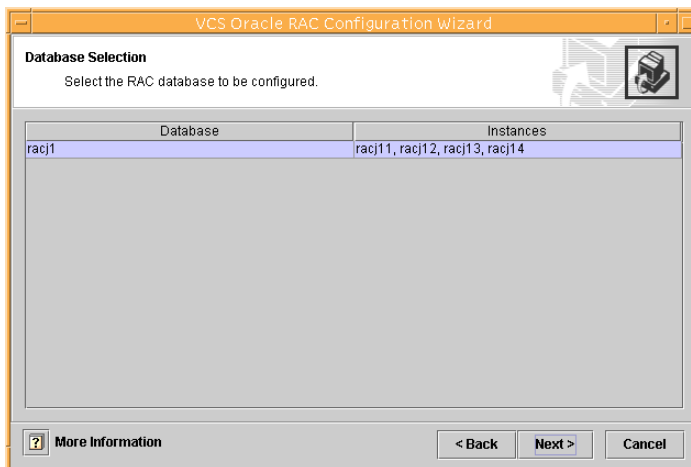 VCS Oracle RAC Configuration Wizard
Database Selection
Select the RAC database to be configured.
Database Instances
racj1 racj11, racj12, racj13, racj14
? More Information < Back Next > Cancel